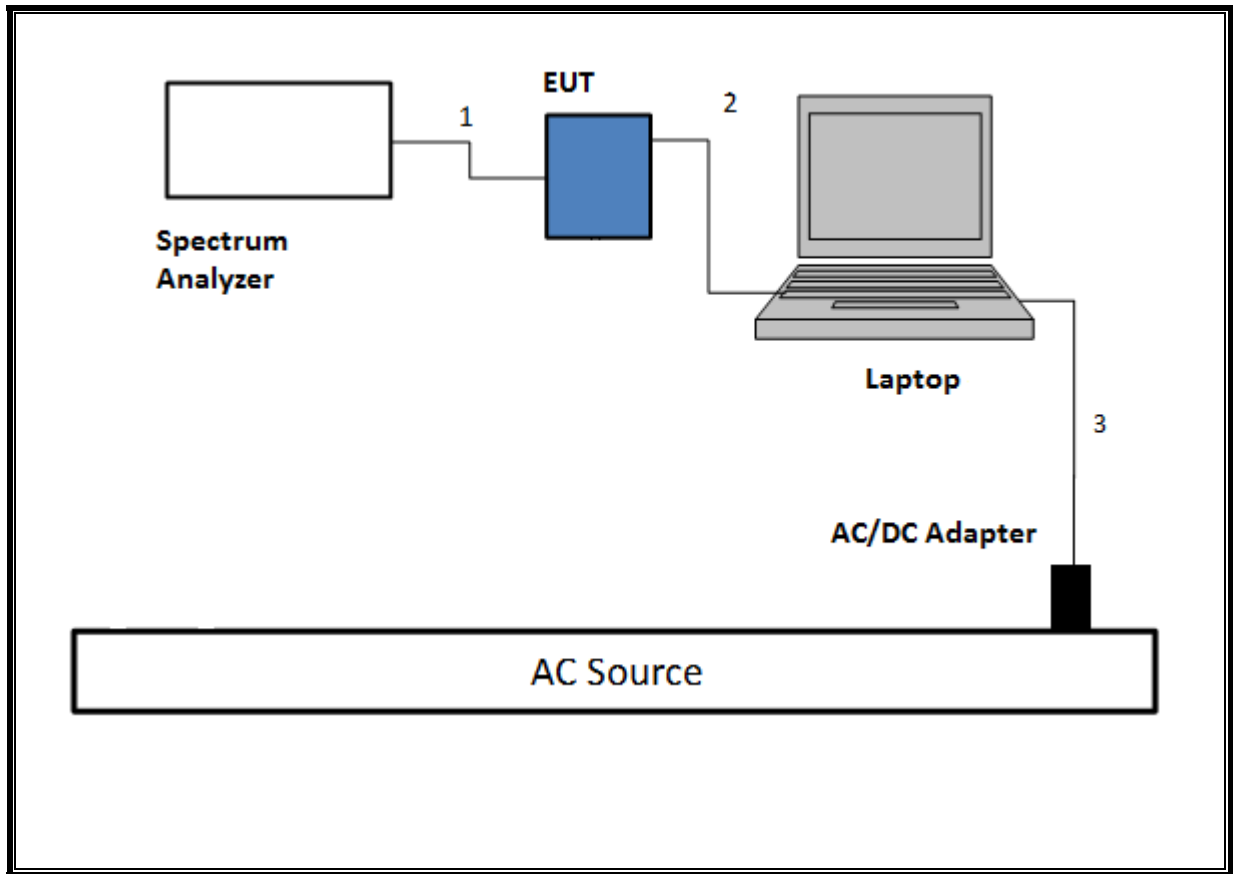 EUT
1
2
Spectrum
Analyzer
Laptop
3
AC/DC Adapter
AC Source